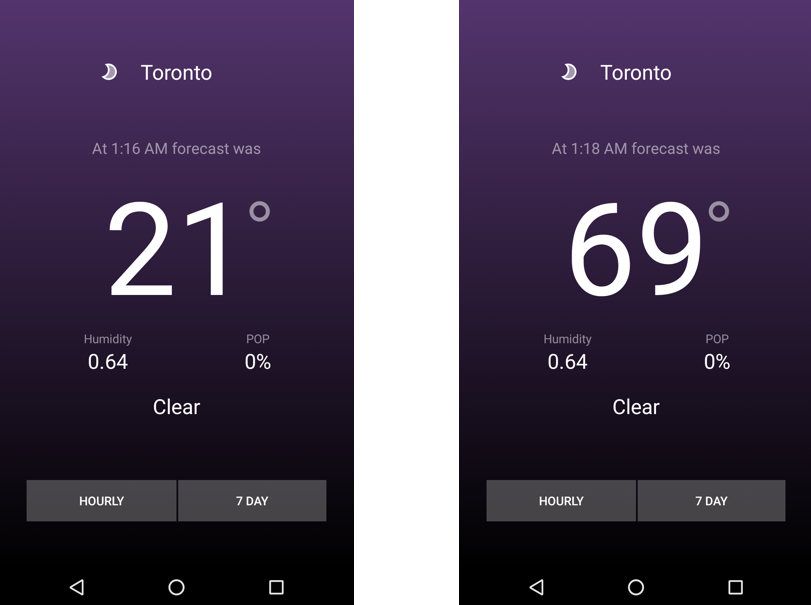 Toronto
At 1:16 AM forecast was
21°
Humidity POP
0.64 0%
Clear
HOURLY 7 DAY
Toronto
At 1:18 AM forecast was
69°
Humidity POP
0.64 0%
Clear
HOURLY 7 DAY